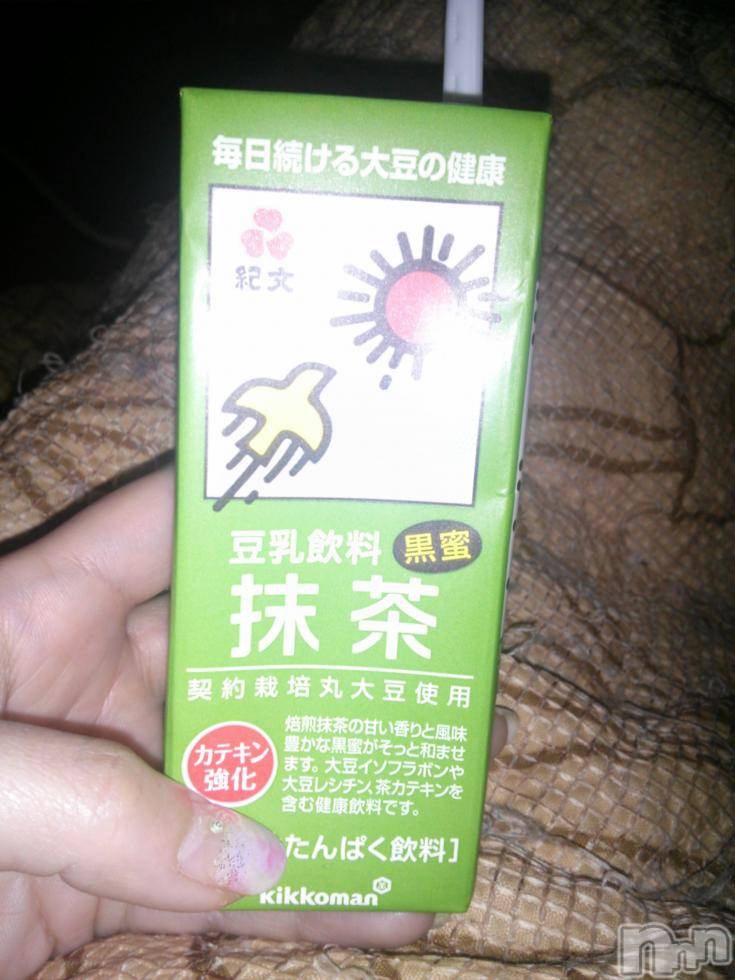 毎日続ける大豆の健康
紀文
豆乳飲料 黒蜜
抹茶
契約栽培丸大豆使用
カテキン
強化
焙煎抹茶の甘い香りと風味
豊かな黒蜜がそっと和ませ
ます。大豆イソフラボンや
大豆レシチン、茶カテキンを
含む健康飲料です。
たんぱく飲料]
kikkoman